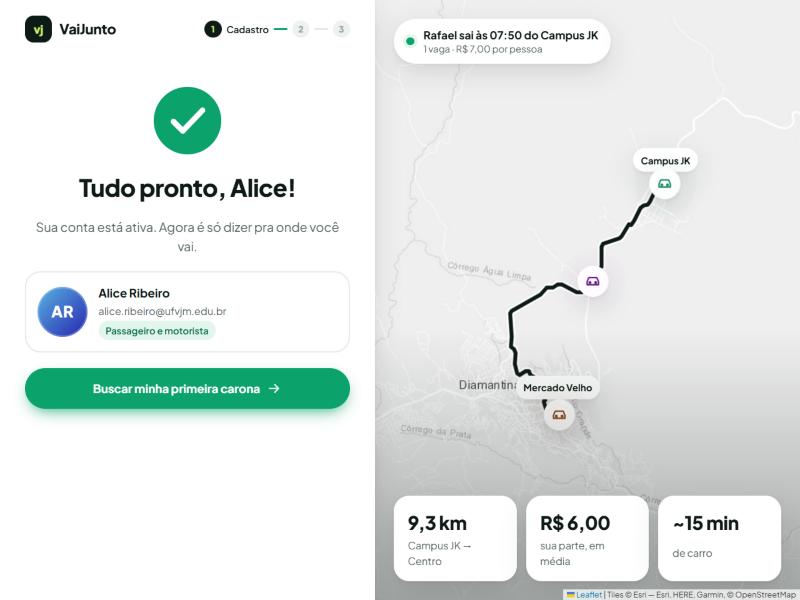 vj VaiJunto
1 Cadastro 2 3
Tudo pronto, Alice!
Sua conta está ativa. Agora é só dizer pra onde você
vai.
AR
Alice Ribeiro
alice.ribeiro@ufvjm.edu.br
Passageiro e motorista
Buscar minha primeira carona →
Rafael sai às 07:50 do Campus JK
1 vaga · R$ 7,00 por pessoa
Campus JK
Córrego Água Limpa
Diamantina
Mercado Velho
Grande
Córrego da Prata
9,3 km
Campus JK →
Centro
R$ 6,00
sua parte, em
média
~15 min
de carro
Leaflet | Tiles © Esri — Esri, HERE, Garmin, © OpenStreetMap